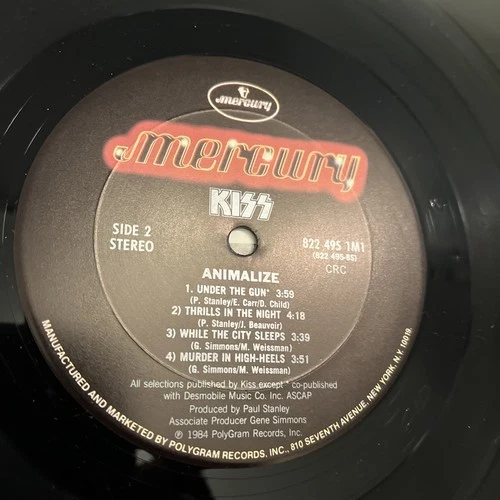 mercury
mercury
KISS
SIDE 2
STEREO
822 495 1M1
(822 495-8S)
CRC
ANIMALIZE
1. UNDER THE GUN* 3:59
(P. Stanley/E. Carr/D. Child)
2) THRILLS IN THE NIGHT 4:18
(P. Stanley/J. Beauvoir)
3) WHILE THE CITY SLEEPS 3:39
(G. Simmons/M. Weissman)
4) MURDER IN HIGH-HEELS 3:51
(G. Simmons/M. Weissman)
All selections published by Kiss except * co-published
with Desmobile Music Co. Inc. ASCAP
Produced by Paul Stanley
Associate Producer Gene Simmons
℗ 1984 PolyGram Records, Inc.
MANUFACTURED AND MARKETED BY POLYGRAM RECORDS, INC., 810 SEVENTH AVENUE, NEW YORK, N.Y. 10019.